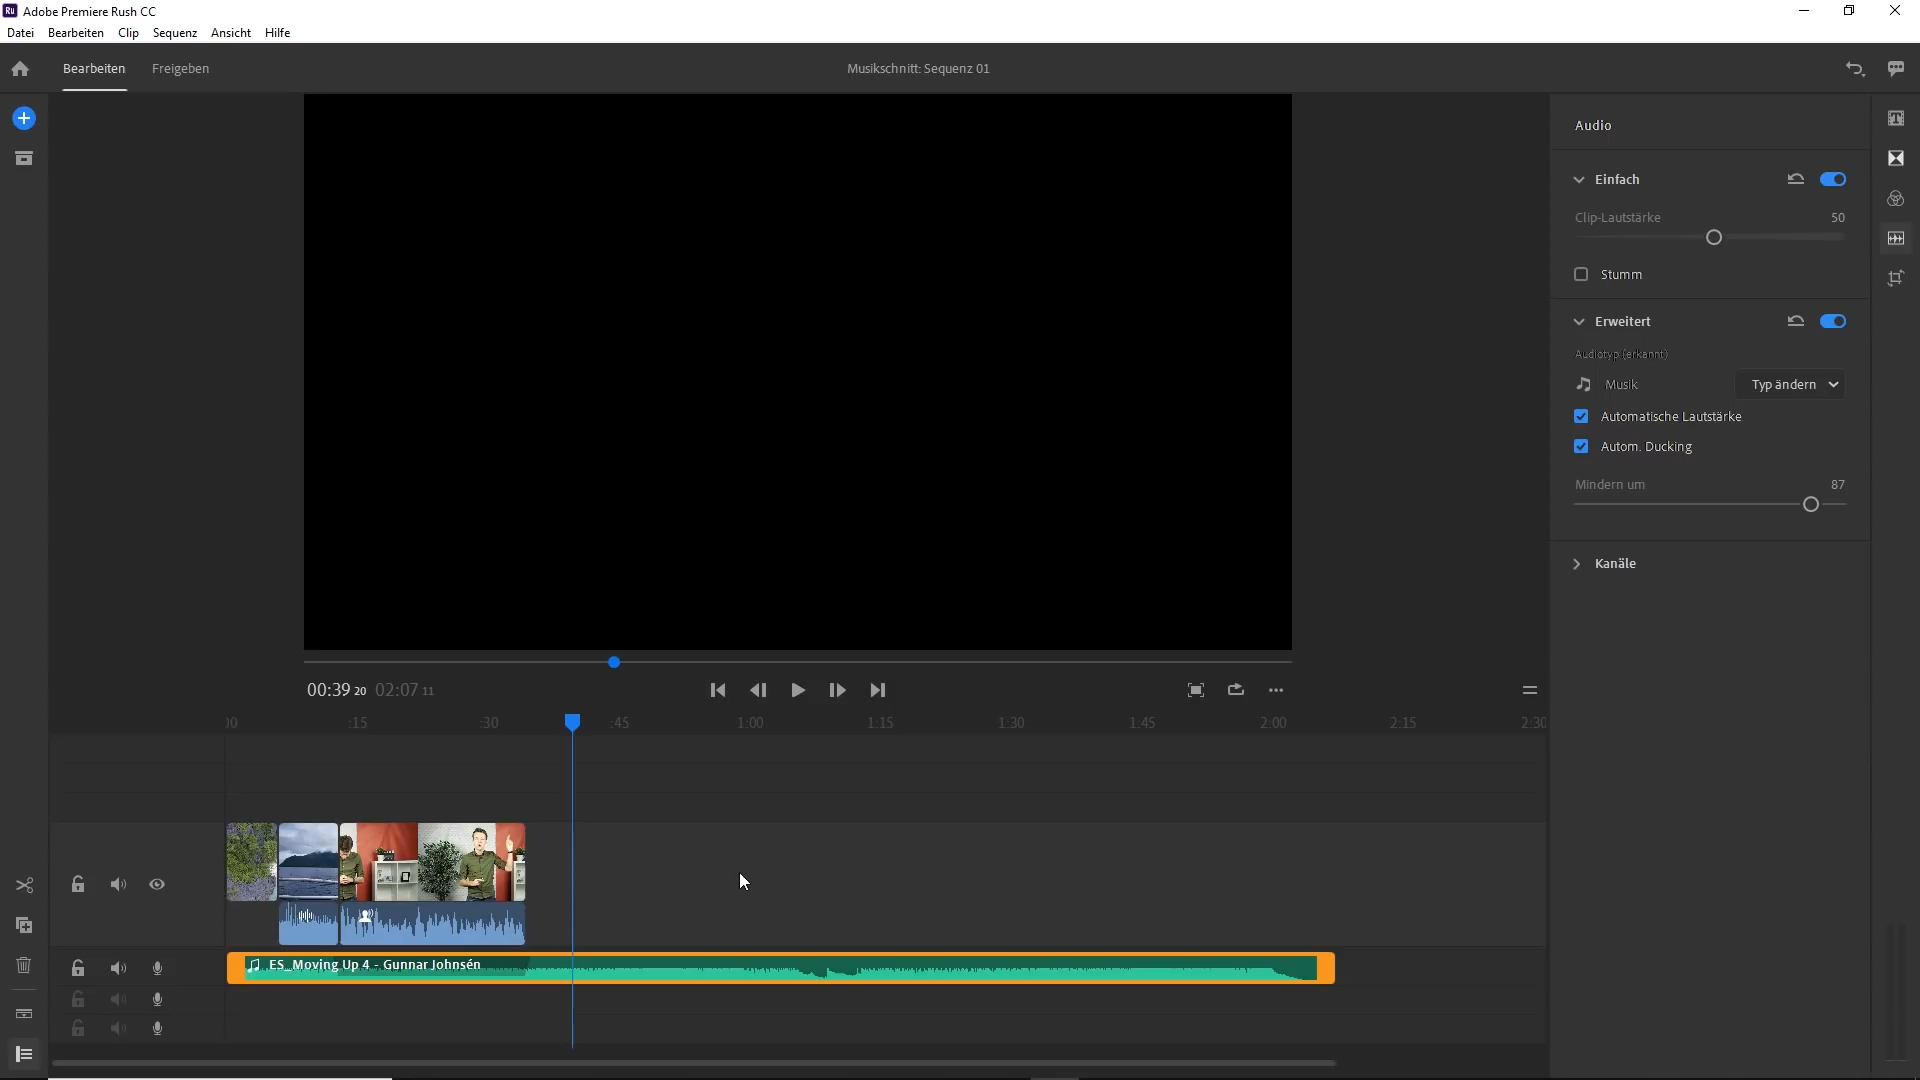 Ru Adobe Premiere Rush CC
Datei Bearbeiten Clip Sequenz Ansicht Hilfe
Bearbeiten Freigeben Musikschnitt: Sequenz 01
Audio
Einfach
Clip-Lautstärke 50
Stumm
Erweitert
Audiotyp (erkannt)
Musik Typ ändern
Automatische Lautstärke
Autom. Ducking
Mindern um 87
Kanäle
00:39 20 02:07 11
:15 :30 :45 1:00 1:15 1:30 1:45 2:00 2:15 2:30
ES_Moving Up 4 - Gunnar Johnsén